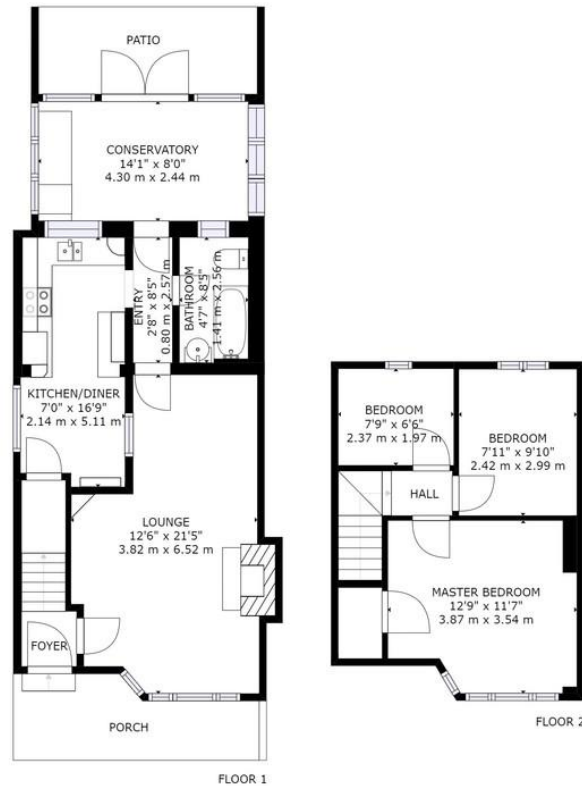 PATIO
CONSERVATORY
14'1" x 8'0"
4.30 m x 2.44 m
ENTRY
2'8" x 8'5"
0.80 m x 2.57 m
BATHROOM
4'7" x 8'5"
1.41 m x 2.56 m
KITCHEN/DINER
7'0" x 16'9"
2.14 m x 5.11 m
LOUNGE
12'6" x 21'5"
3.82 m x 6.52 m
FOYER
PORCH
FLOOR 1
BEDROOM
7'9" x 6'6"
2.37 m x 1.97 m
BEDROOM
7'11" x 9'10"
2.42 m x 2.99 m
HALL
MASTER BEDROOM
12'9" x 11'7"
3.87 m x 3.54 m
FLOOR 2